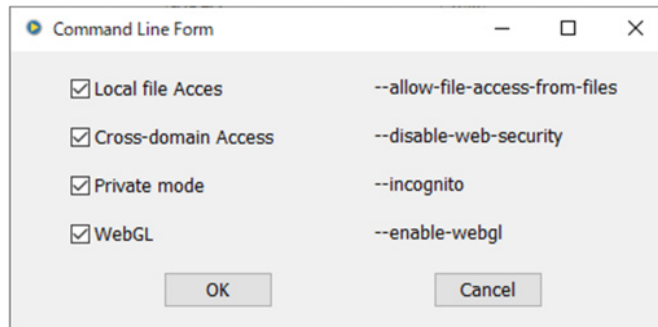 Command Line Form
Local file Acces --allow-file-access-from-files
Cross-domain Access --disable-web-security
Private mode --incognito
WebGL --enable-webgl
OK Cancel